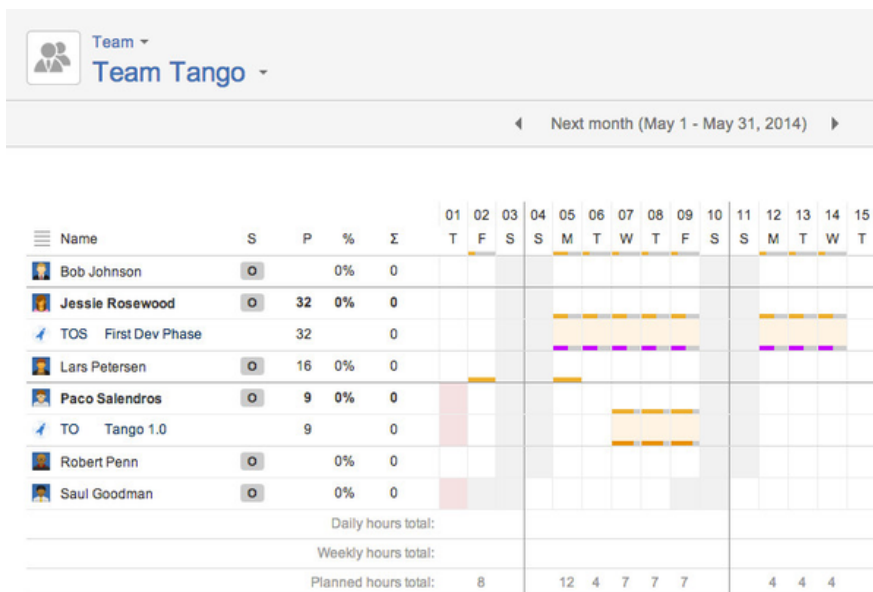 Team
Team Tango
Next month (May 1 - May 31, 2014)
01 02 03 04 05 06 07 08 09 10 11 12 13 14 15
Name S P % Σ T F S S M T W T F S S M T W T
Bob Johnson O 0% 0
Jessie Rosewood O 32 0% 0
TOS First Dev Phase 32 0
Lars Petersen O 16 0% 0
Paco Salendros O 9 0% 0
TO Tango 1.0 9 0
Robert Penn O 0% 0
Saul Goodman O 0% 0
Daily hours total:
Weekly hours total:
Planned hours total: 8 12 4 7 7 7 4 4 4